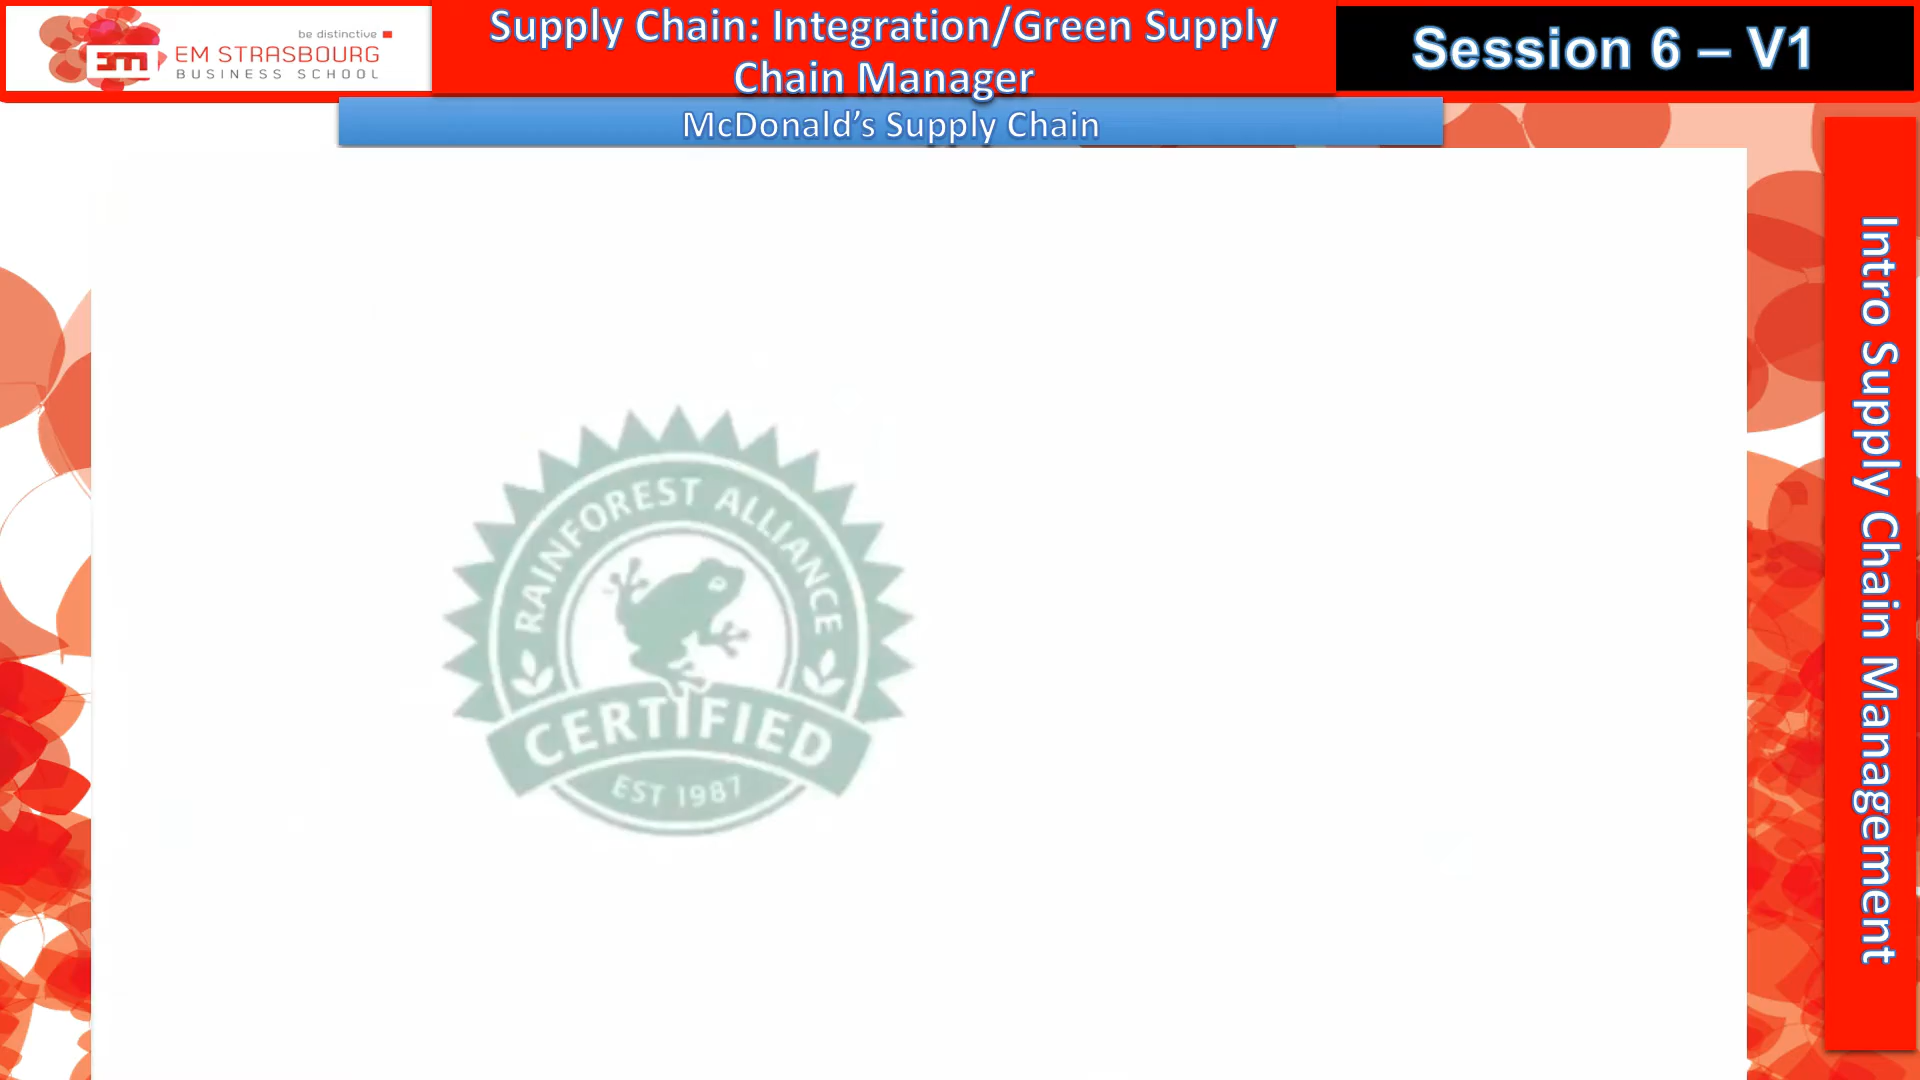 be distinctive
EM STRASBOURG
BUSINESS SCHOOL
em
Supply Chain: Integration/Green Supply
Chain Manager
Session 6 – V1
McDonald’s Supply Chain
Intro Supply Chain Management
RAINFOREST ALLIANCE
CERTIFIED
EST 1987